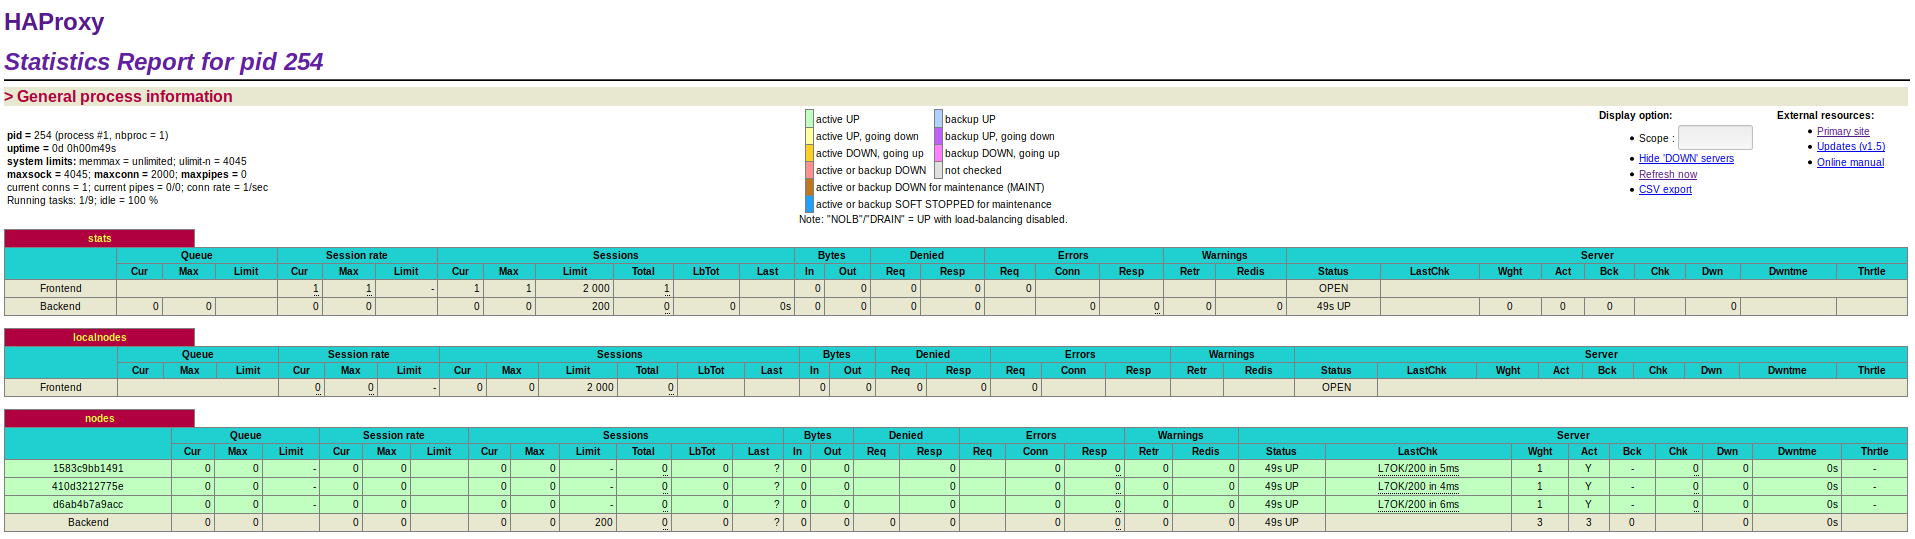 HAProxy
Statistics Report for pid 254
> General process information
pid = 254 (process #1, nbproc = 1)
uptime = 0d 0h00m49s
system limits: memmax = unlimited; ulimit-n = 4045
maxsock = 4045; maxconn = 2000; maxpipes = 0
current conns = 1; current pipes = 0/0; conn rate = 1/sec
Running tasks: 1/9; idle = 100 %
active UP backup UP
active UP, going down backup UP, going down
active DOWN, going up backup DOWN, going up
active or backup DOWN not checked
active or backup DOWN for maintenance (MAINT)
active or backup SOFT STOPPED for maintenance
Note: "NOLB"/"DRAIN" = UP with load-balancing disabled.
Display option:
Scope :
Hide 'DOWN' servers
Refresh now
CSV export
External resources:
Primary site
Updates (v1.5)
Online manual
stats
Queue Session rate Sessions Bytes Denied Errors Warnings Server
Cur Max Limit Cur Max Limit Cur Max Limit Total LbTot Last In Out Req Resp Req Conn Resp Retr Redis Status LastChk Wght Act Bck Chk Dwn Dwntme Thrtle
Frontend 1 1 - 1 1 2 000 1 0 0 0 0 0 OPEN
Backend 0 0 0 0 0 0 200 0 0 0s 0 0 0 0 0 0 0 0 49s UP 0 0 0 0
localnodes
Queue Session rate Sessions Bytes Denied Errors Warnings Server
Cur Max Limit Cur Max Limit Cur Max Limit Total LbTot Last In Out Req Resp Req Conn Resp Retr Redis Status LastChk Wght Act Bck Chk Dwn Dwntme Thrtle
Frontend 0 0 - 0 0 2 000 0 0 0 0 0 0 OPEN
nodes
Queue Session rate Sessions Bytes Denied Errors Warnings Server
Cur Max Limit Cur Max Limit Cur Max Limit Total LbTot Last In Out Req Resp Req Conn Resp Retr Redis Status LastChk Wght Act Bck Chk Dwn Dwntme Thrtle
1583c9bb1491 0 0 - 0 0 0 0 - 0 0 ? 0 0 0 0 0 0 0 49s UP L7OK/200 in 5ms 1 Y - 0 0 0s -
410d3212775e 0 0 - 0 0 0 0 - 0 0 ? 0 0 0 0 0 0 0 49s UP L7OK/200 in 4ms 1 Y - 0 0 0s -
d6ab4b7a9acc 0 0 - 0 0 0 0 - 0 0 ? 0 0 0 0 0 0 0 49s UP L7OK/200 in 6ms 1 Y - 0 0 0s -
Backend 0 0 0 0 0 0 200 0 0 ? 0 0 0 0 0 0 0 0 49s UP 3 3 0 0 0s